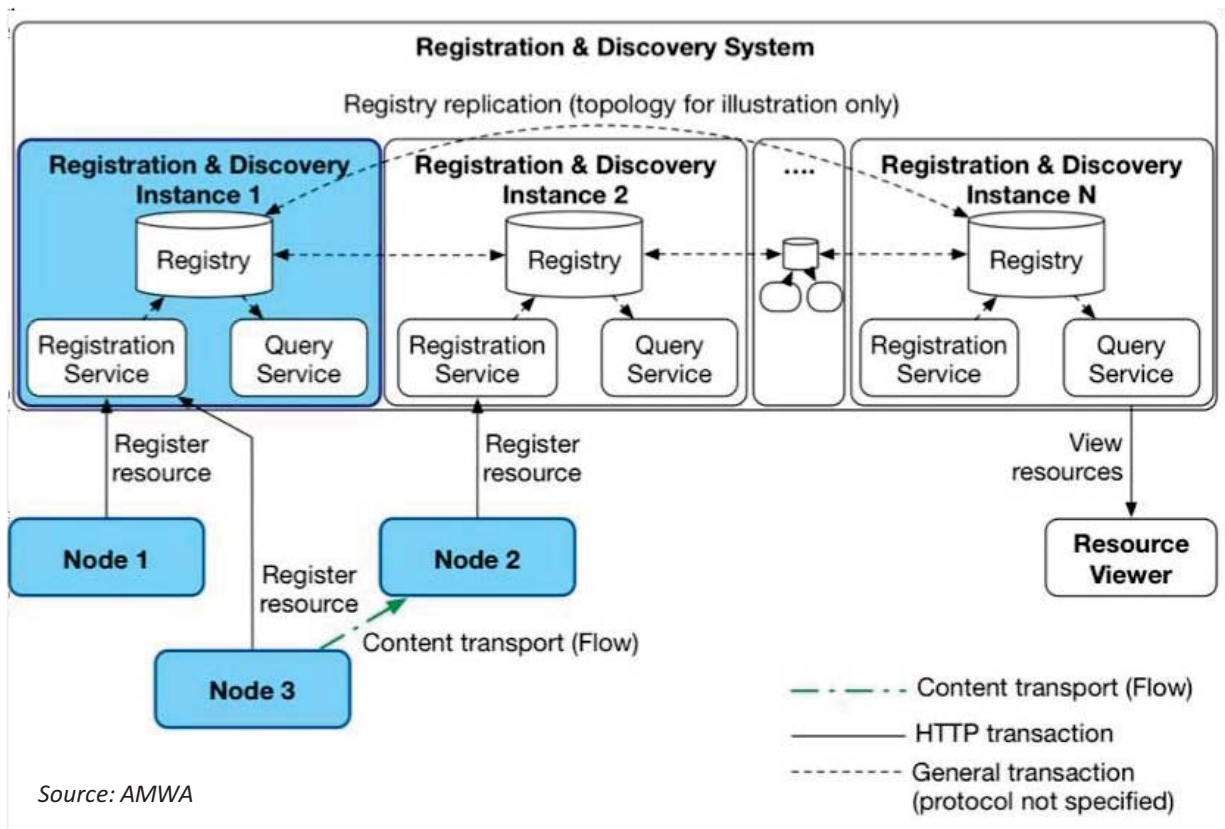 Registration & Discovery System
Registry replication (topology for illustration only)
Registration & Discovery
Instance 1
Registry
Registration
Service
Query
Service
Registration & Discovery
Instance 2
Registry
Registration
Service
Query
Service
....
Registration & Discovery
Instance N
Registry
Registration
Service
Query
Service
Register
resource
Register
resource
View
resources
Node 1
Node 2
Resource
Viewer
Register
resource
Content transport (Flow)
Node 3
Content transport (Flow)
HTTP transaction
General transaction
(protocol not specified)
Source: AMWA